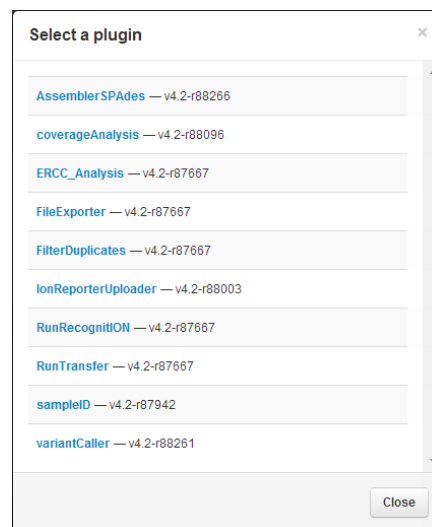 Select a plugin
×
AssemblerSPAdes — v4.2-r88266
coverageAnalysis — v4.2-r88096
ERCC_Analysis — v4.2-r87667
FileExporter — v4.2-r87667
FilterDuplicates — v4.2-r87667
IonReporterUploader — v4.2-r88003
RunRecognitION — v4.2-r87667
RunTransfer — v4.2-r87667
sampleID — v4.2-r87942
variantCaller — v4.2-r88261
Close